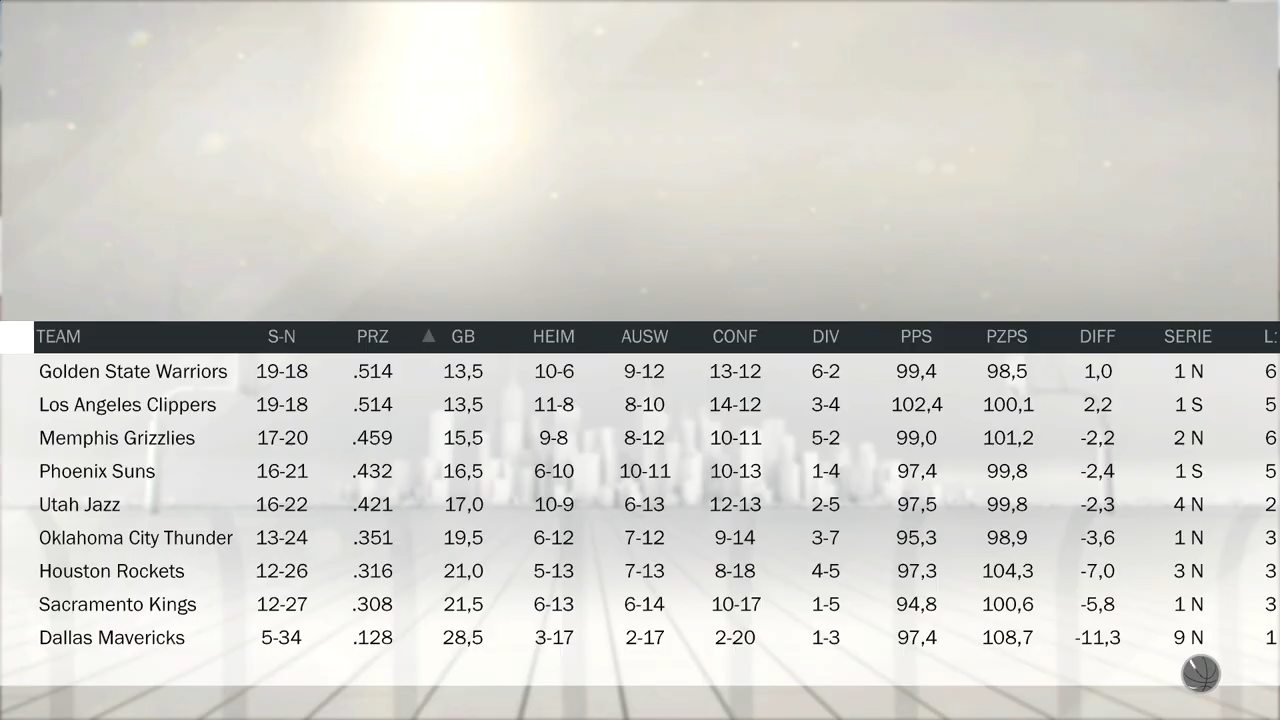 TEAM S-N PRZ ▲ GB HEIM AUSW CONF DIV PPS PZPS DIFF SERIE
Golden State Warriors 19-18 .514 13,5 10-6 9-12 13-12 6-2 99,4 98,5 1,0 1 N 6
Los Angeles Clippers 19-18 .514 13,5 11-8 8-10 14-12 3-4 102,4 100,1 2,2 1 S 5
Memphis Grizzlies 17-20 .459 15,5 9-8 8-12 10-11 5-2 99,0 101,2 -2,2 2 N 6
Phoenix Suns 16-21 .432 16,5 6-10 10-11 10-13 1-4 97,4 99,8 -2,4 1 S 5
Utah Jazz 16-22 .421 17,0 10-9 6-13 12-13 2-5 97,5 99,8 -2,3 4 N 2
Oklahoma City Thunder 13-24 .351 19,5 6-12 7-12 9-14 3-7 95,3 98,9 -3,6 1 N 3
Houston Rockets 12-26 .316 21,0 5-13 7-13 8-18 4-5 97,3 104,3 -7,0 3 N 3
Sacramento Kings 12-27 .308 21,5 6-13 6-14 10-17 1-5 94,8 100,6 -5,8 1 N 3
Dallas Mavericks 5-34 .128 28,5 3-17 2-17 2-20 1-3 97,4 108,7 -11,3 9 N 1